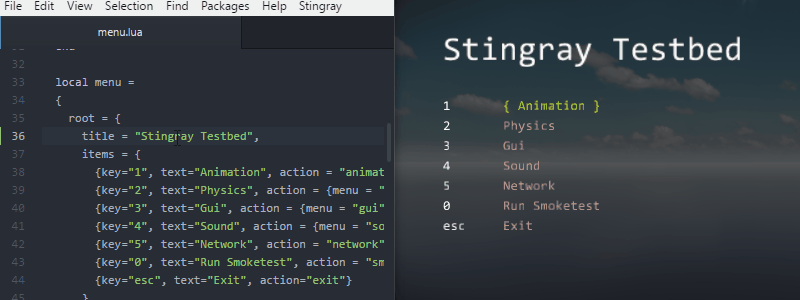 File Edit View Selection Find Packages Help Stingray
menu.lua
32
33 local menu =
34 {
35 root = {
36 title = "Stingray Testbed",
37 items = {
38 {key="1", text="Animation", action = "animat
39 {key="2", text="Physics", action = {menu = "
40 {key="3", text="Gui", action = {menu = "gui"
41 {key="4", text="Sound", action = {menu = "so
42 {key="5", text="Network", action = "network"
43 {key="0", text="Run Smoketest", action = "sm
44 {key="esc", text="Exit", action="exit"}
45 }
Stingray Testbed
1 { Animation }
2 Physics
3 Gui
4 Sound
5 Network
0 Run Smoketest
esc Exit